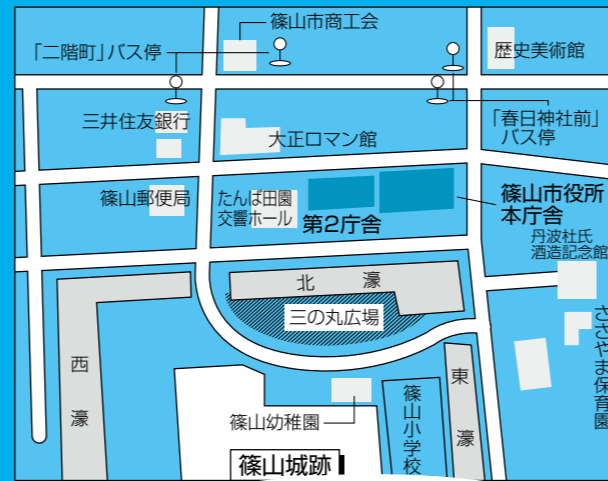 篠山市商工会
「二階町」バス停
歴史美術館
三井住友銀行
大正ロマン館
「春日神社前」
バス停
篠山郵便局
たんば田園
交響ホール
第2庁舎
篠山市役所
本庁舎
丹波杜氏
酒造記念館
北濠
三の丸広場
ささやま保育園
西濠
東濠
篠山幼稚園
篠山小学校
篠山城跡